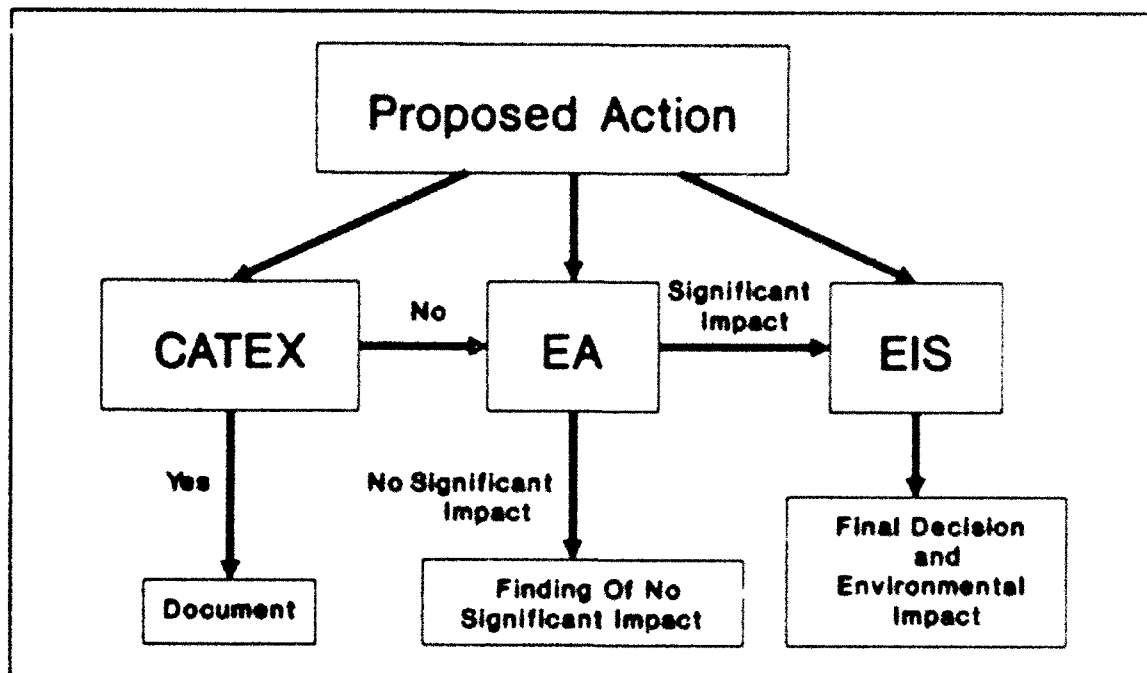 Proposed Action
CATEX
No
EA
Significant
Impact
EIS
Yes
No Significant
Impact
Document
Finding Of No
Significant Impact
Final Decision
and
Environmental
Impact